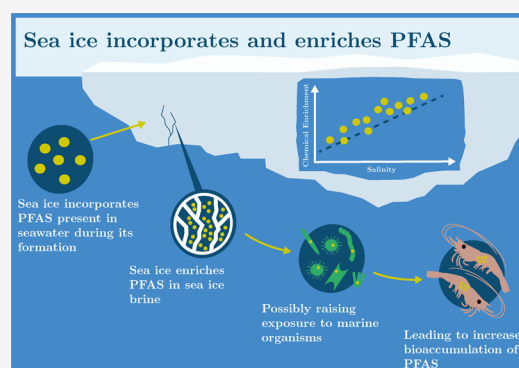 Sea ice incorporates and enriches PFAS
Chemical Enrichment
Salinity
Sea ice incorporates
PFAS present in
seawater during its
formation
Sea ice enriches
PFAS in sea ice
brine
Possibly raising
exposure to marine
organisms
Leading to increase
bioaccumulation of
PFAS